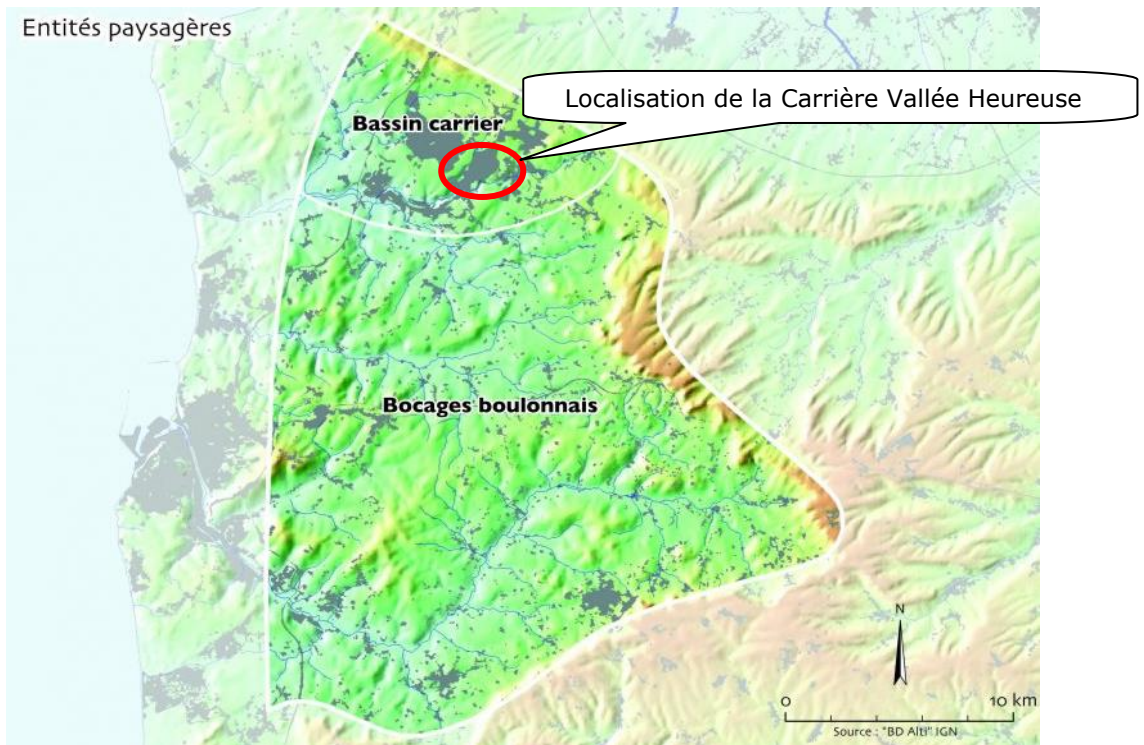 Entités paysagères
Localisation de la Carrière Vallée Heureuse
Bassin carrier
Bocages boulonnais
N
0 10 km
Source : "BD Alti" IGN